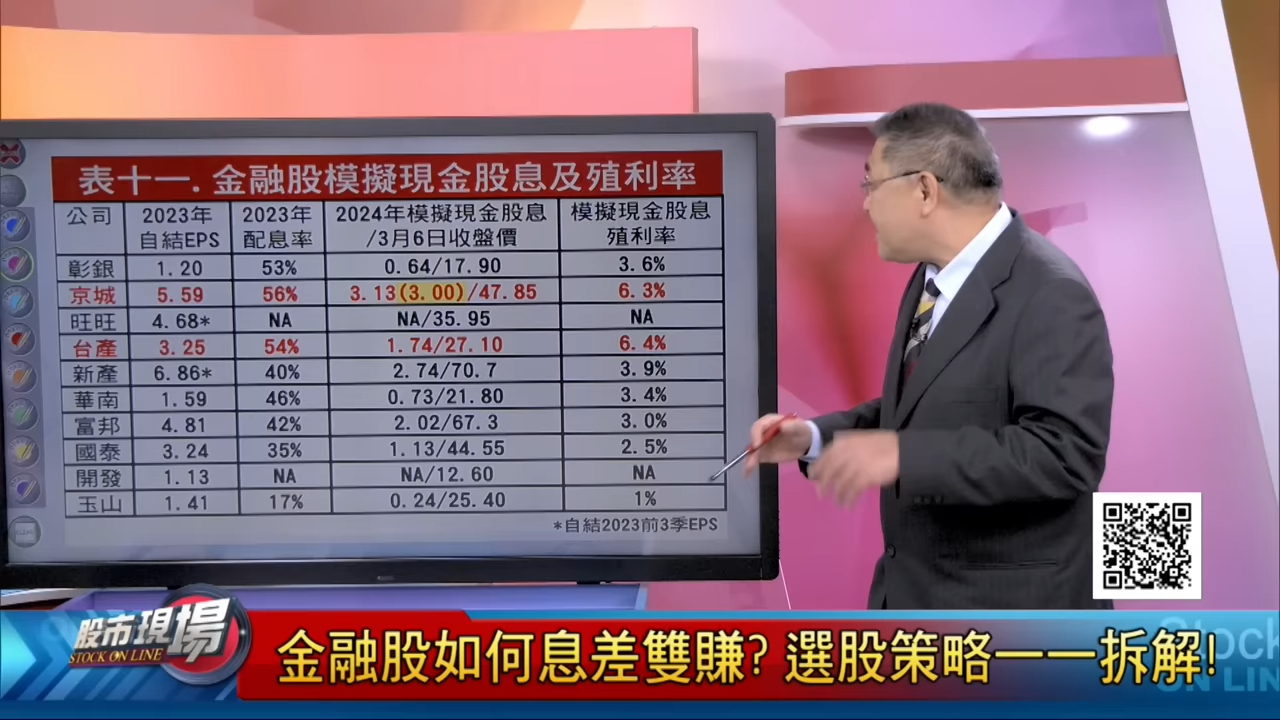 表十一.金融股模擬現金股息及殖利率
公司 2023年自結EPS 2023年配息率 2024年模擬現金股息/3月6日收盤價 模擬現金股息殖利率
彰銀 1.20 53% 0.64/17.90 3.6%
京城 5.59 56% 3.13(3.00)/47.85 6.3%
旺旺 4.68* NA NA/35.95 NA
台產 3.25 54% 1.74/27.10 6.4%
新產 6.86* 40% 2.74/70.7 3.9%
華南 1.59 46% 0.73/21.80 3.4%
富邦 4.81 42% 2.02/67.3 3.0%
國泰 3.24 35% 1.13/44.55 2.5%
開發 1.13 NA NA/12.60 NA
玉山 1.41 17% 0.24/25.40 1%
*自結2023前3季EPS
股市現場
STOCK ON LINE
金融股如何息差雙賺?選股策略一一拆解!
Stock
ON LIN